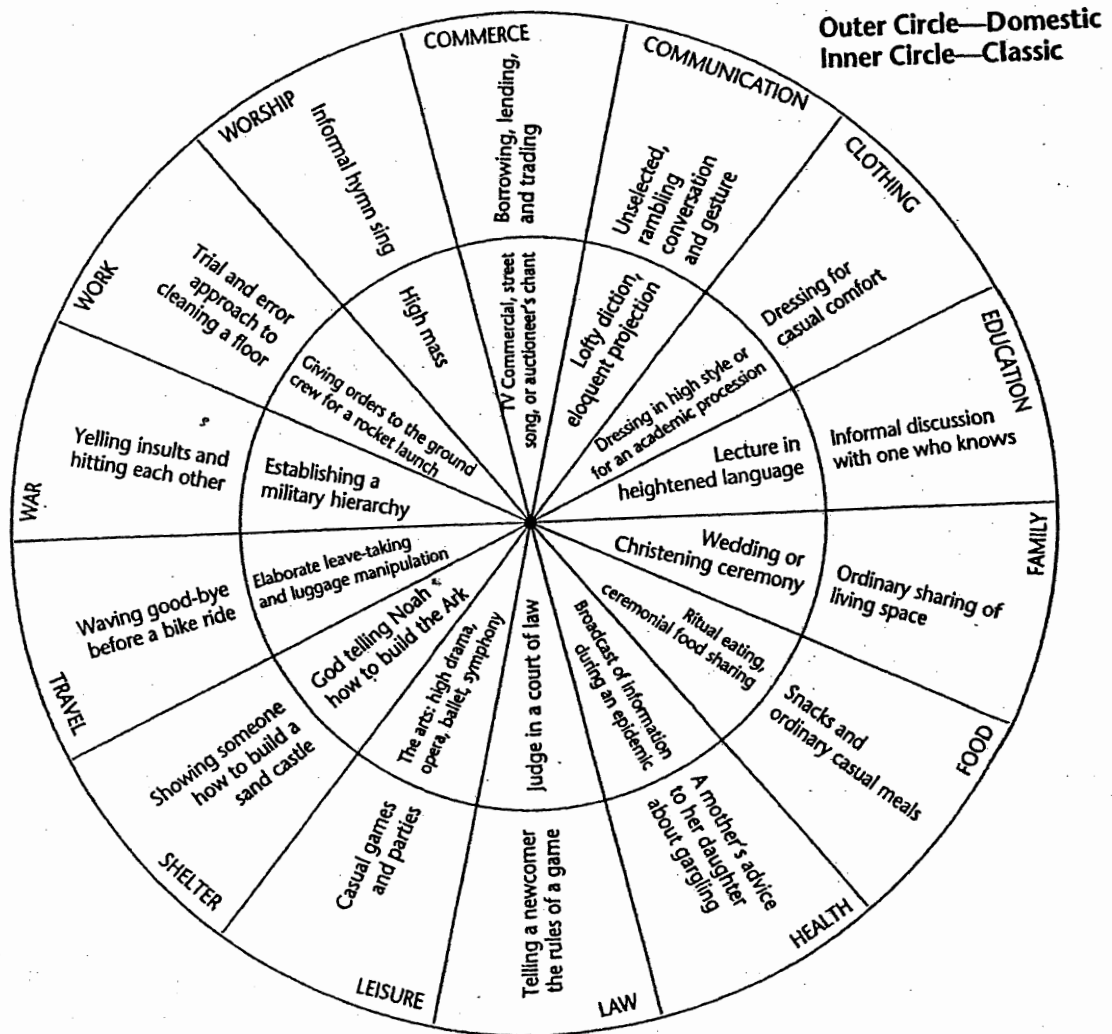 Outer Circle—Domestic
Inner Circle—Classic
COMMERCE
Borrowing, lending,
and trading
TV Commercial, street
song, or auctioneer's chant
COMMUNICATION
Unselected,
rambling
conversation
and gesture
Lofty diction,
eloquent projection
CLOTHING
Dressing for
casual comfort
Dressing in high style or
for an academic procession
EDUCATION
Informal discussion
with one who knows
Lecture in
heightened language
FAMILY
Ordinary sharing of
living space
Wedding or
Christening ceremony
FOOD
Snacks and
ordinary casual meals
Ritual eating,
ceremonial food sharing
HEALTH
A mother's advice
to her daughter
about gargling
Broadcast of information
during an epidemic
LAW
Telling a newcomer
the rules of a game
Judge in a court of law
LEISURE
Casual games
and parties
The arts: high drama,
opera, ballet, symphony
SHELTER
Showing someone
how to build a
sand castle
God telling Noah
how to build the Ark
TRAVEL
Waving good-bye
before a bike ride
Elaborate leave-taking
and luggage manipulation
WAR
Yelling insults and
hitting each other
Establishing a
military hierarchy
WORK
Trial and error
approach to
cleaning a floor
Giving orders to the ground
crew for a rocket launch
WORSHIP
Informal hymn sing
High mass